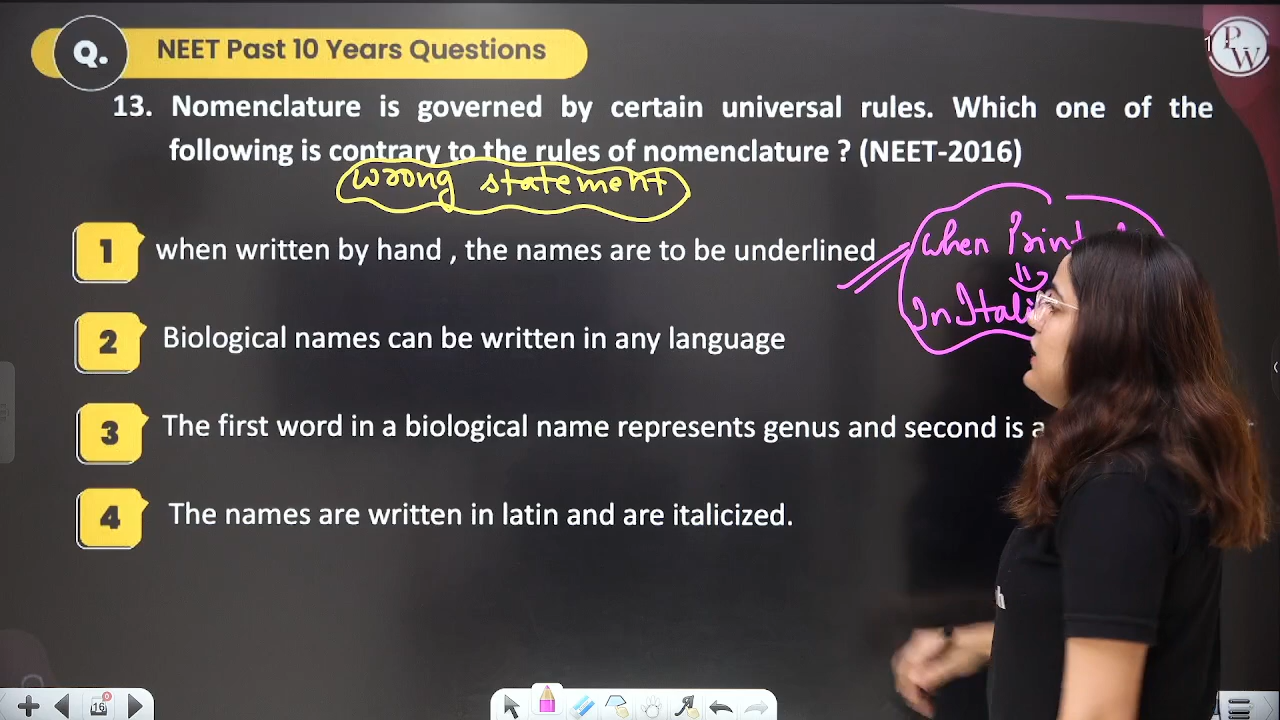 Q. NEET Past 10 Years Questions
PW
13. Nomenclature is governed by certain universal rules. Which one of the
following is contrary to the rules of nomenclature ? (NEET-2016)
wrong statement
1 when written by hand , the names are to be underlined
when
In
2 Biological names can be written in any language
3 The first word in a biological name represents genus and second is
4 The names are written in latin and are italicized.
16